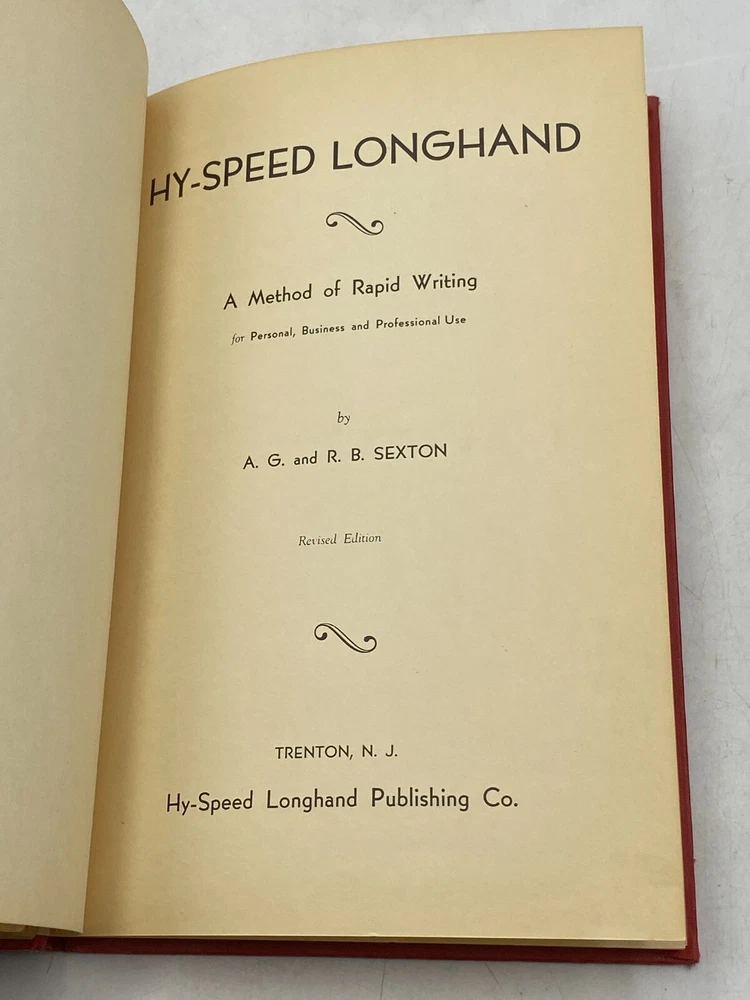 HY-SPEED LONGHAND
A Method of Rapid Writing
for Personal, Business and Professional Use
by
A. G. and R. B. SEXTON
Revised Edition
TRENTON, N. J.
Hy-Speed Longhand Publishing Co.